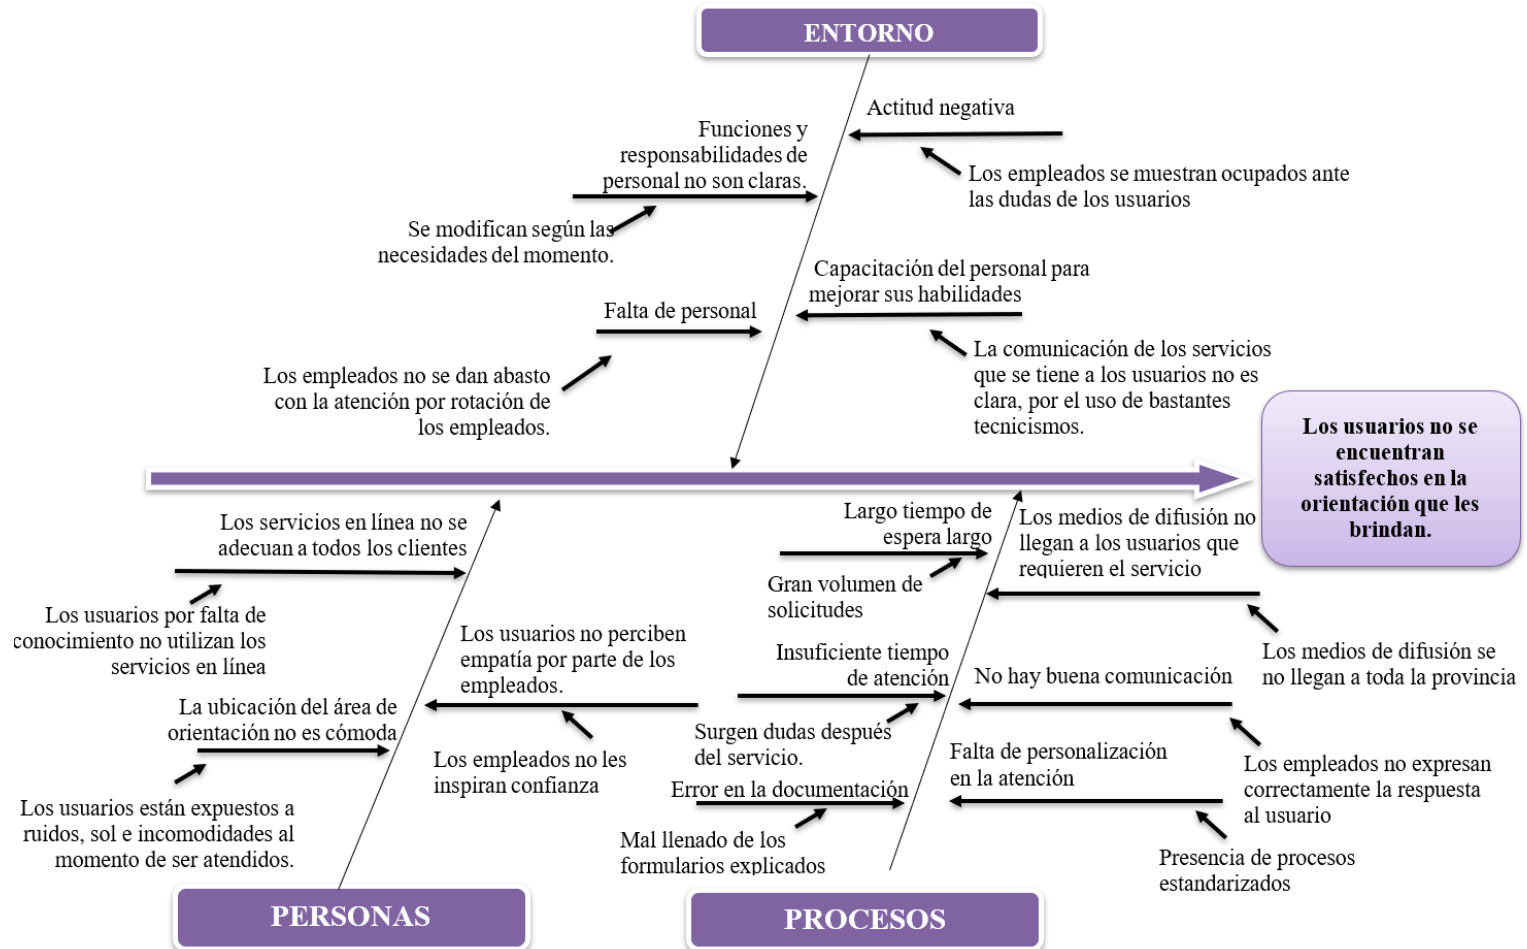 ENTORNO
Actitud negativa
Los empleados se muestran ocupados ante
las dudas de los usuarios
Funciones y
responsabilidades de
personal no son claras.
Se modifican según las
necesidades del momento.
Capacitación del personal para
mejorar sus habilidades
La comunicación de los servicios
que se tiene a los usuarios no es
clara, por el uso de bastantes
tecnicismos.
Falta de personal
Los empleados no se dan abasto
con la atención por rotación de
los empleados.
Los usuarios no se
encuentran
satisfechos en la
orientación que les
brindan.
Los servicios en línea no se
adecuan a todos los clientes
Los usuarios por falta de
conocimiento no utilizan los
servicios en línea
Los usuarios no perciben
empatía por parte de los
empleados.
Los empleados no les
inspiran confianza
La ubicación del área de
orientación no es cómoda
Los usuarios están expuestos a
ruidos, sol e incomodidades al
momento de ser atendidos.
PERSONAS
Largo tiempo de
espera largo
Gran volumen de
solicitudes
Los medios de difusión no
llegan a los usuarios que
requieren el servicio
Los medios de difusión se
no llegan a toda la provincia
Insuficiente tiempo
de atención
Surgen dudas después
del servicio.
No hay buena comunicación
Los empleados no expresan
correctamente la respuesta
al usuario
Error en la documentación
Mal llenado de los
formularios explicados
Falta de personalización
en la atención
Presencia de procesos
estandarizados
PROCESOS